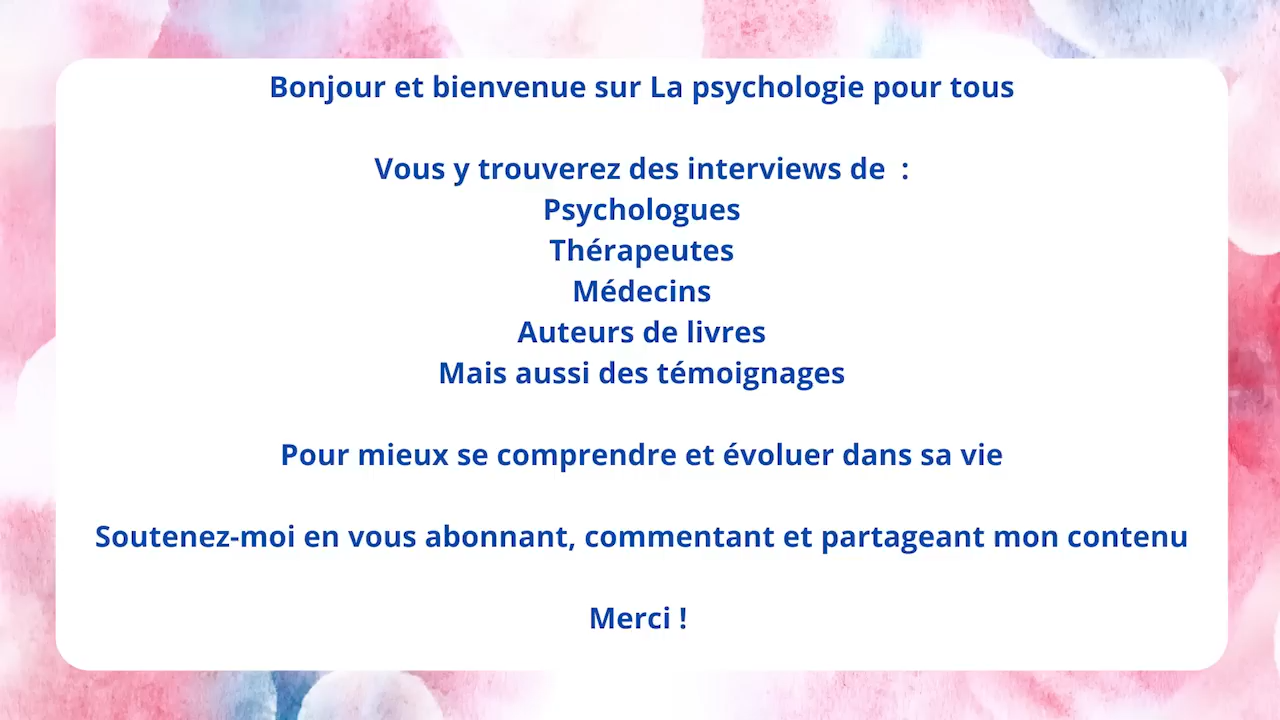 Bonjour et bienvenue sur La psychologie pour tous
Vous y trouverez des interviews de  :
Psychologues
Thérapeutes
Médecins
Auteurs de livres
Mais aussi des témoignages
Pour mieux se comprendre et évoluer dans sa vie
Soutenez-moi en vous abonnant, commentant et partageant mon contenu
Merci !